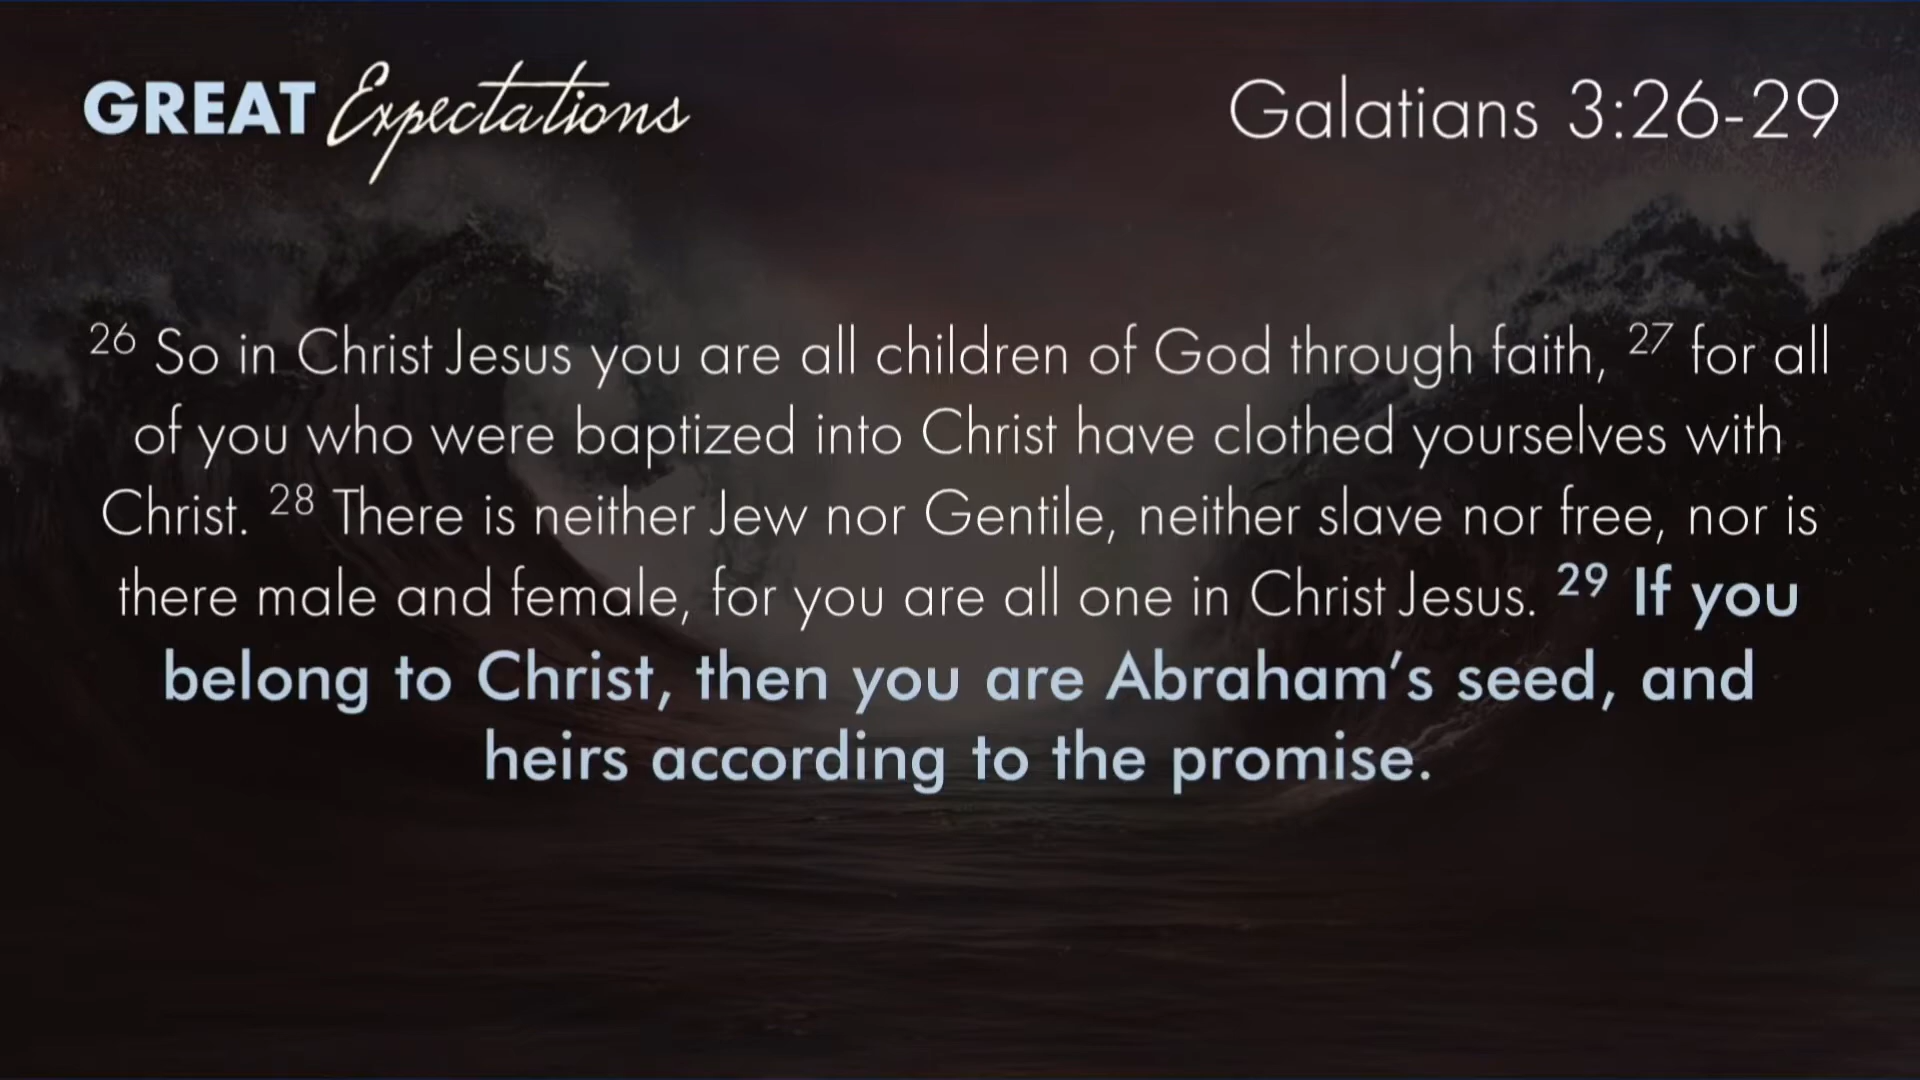 GREAT Expectations
Galatians 3:26-29
26 So in Christ Jesus you are all children of God through faith, 27 for all
of you who were baptized into Christ have clothed yourselves with
Christ. 28 There is neither Jew nor Gentile, neither slave nor free, nor is
there male and female, for you are all one in Christ Jesus. 29 If you
belong to Christ, then you are Abraham’s seed, and
heirs according to the promise.